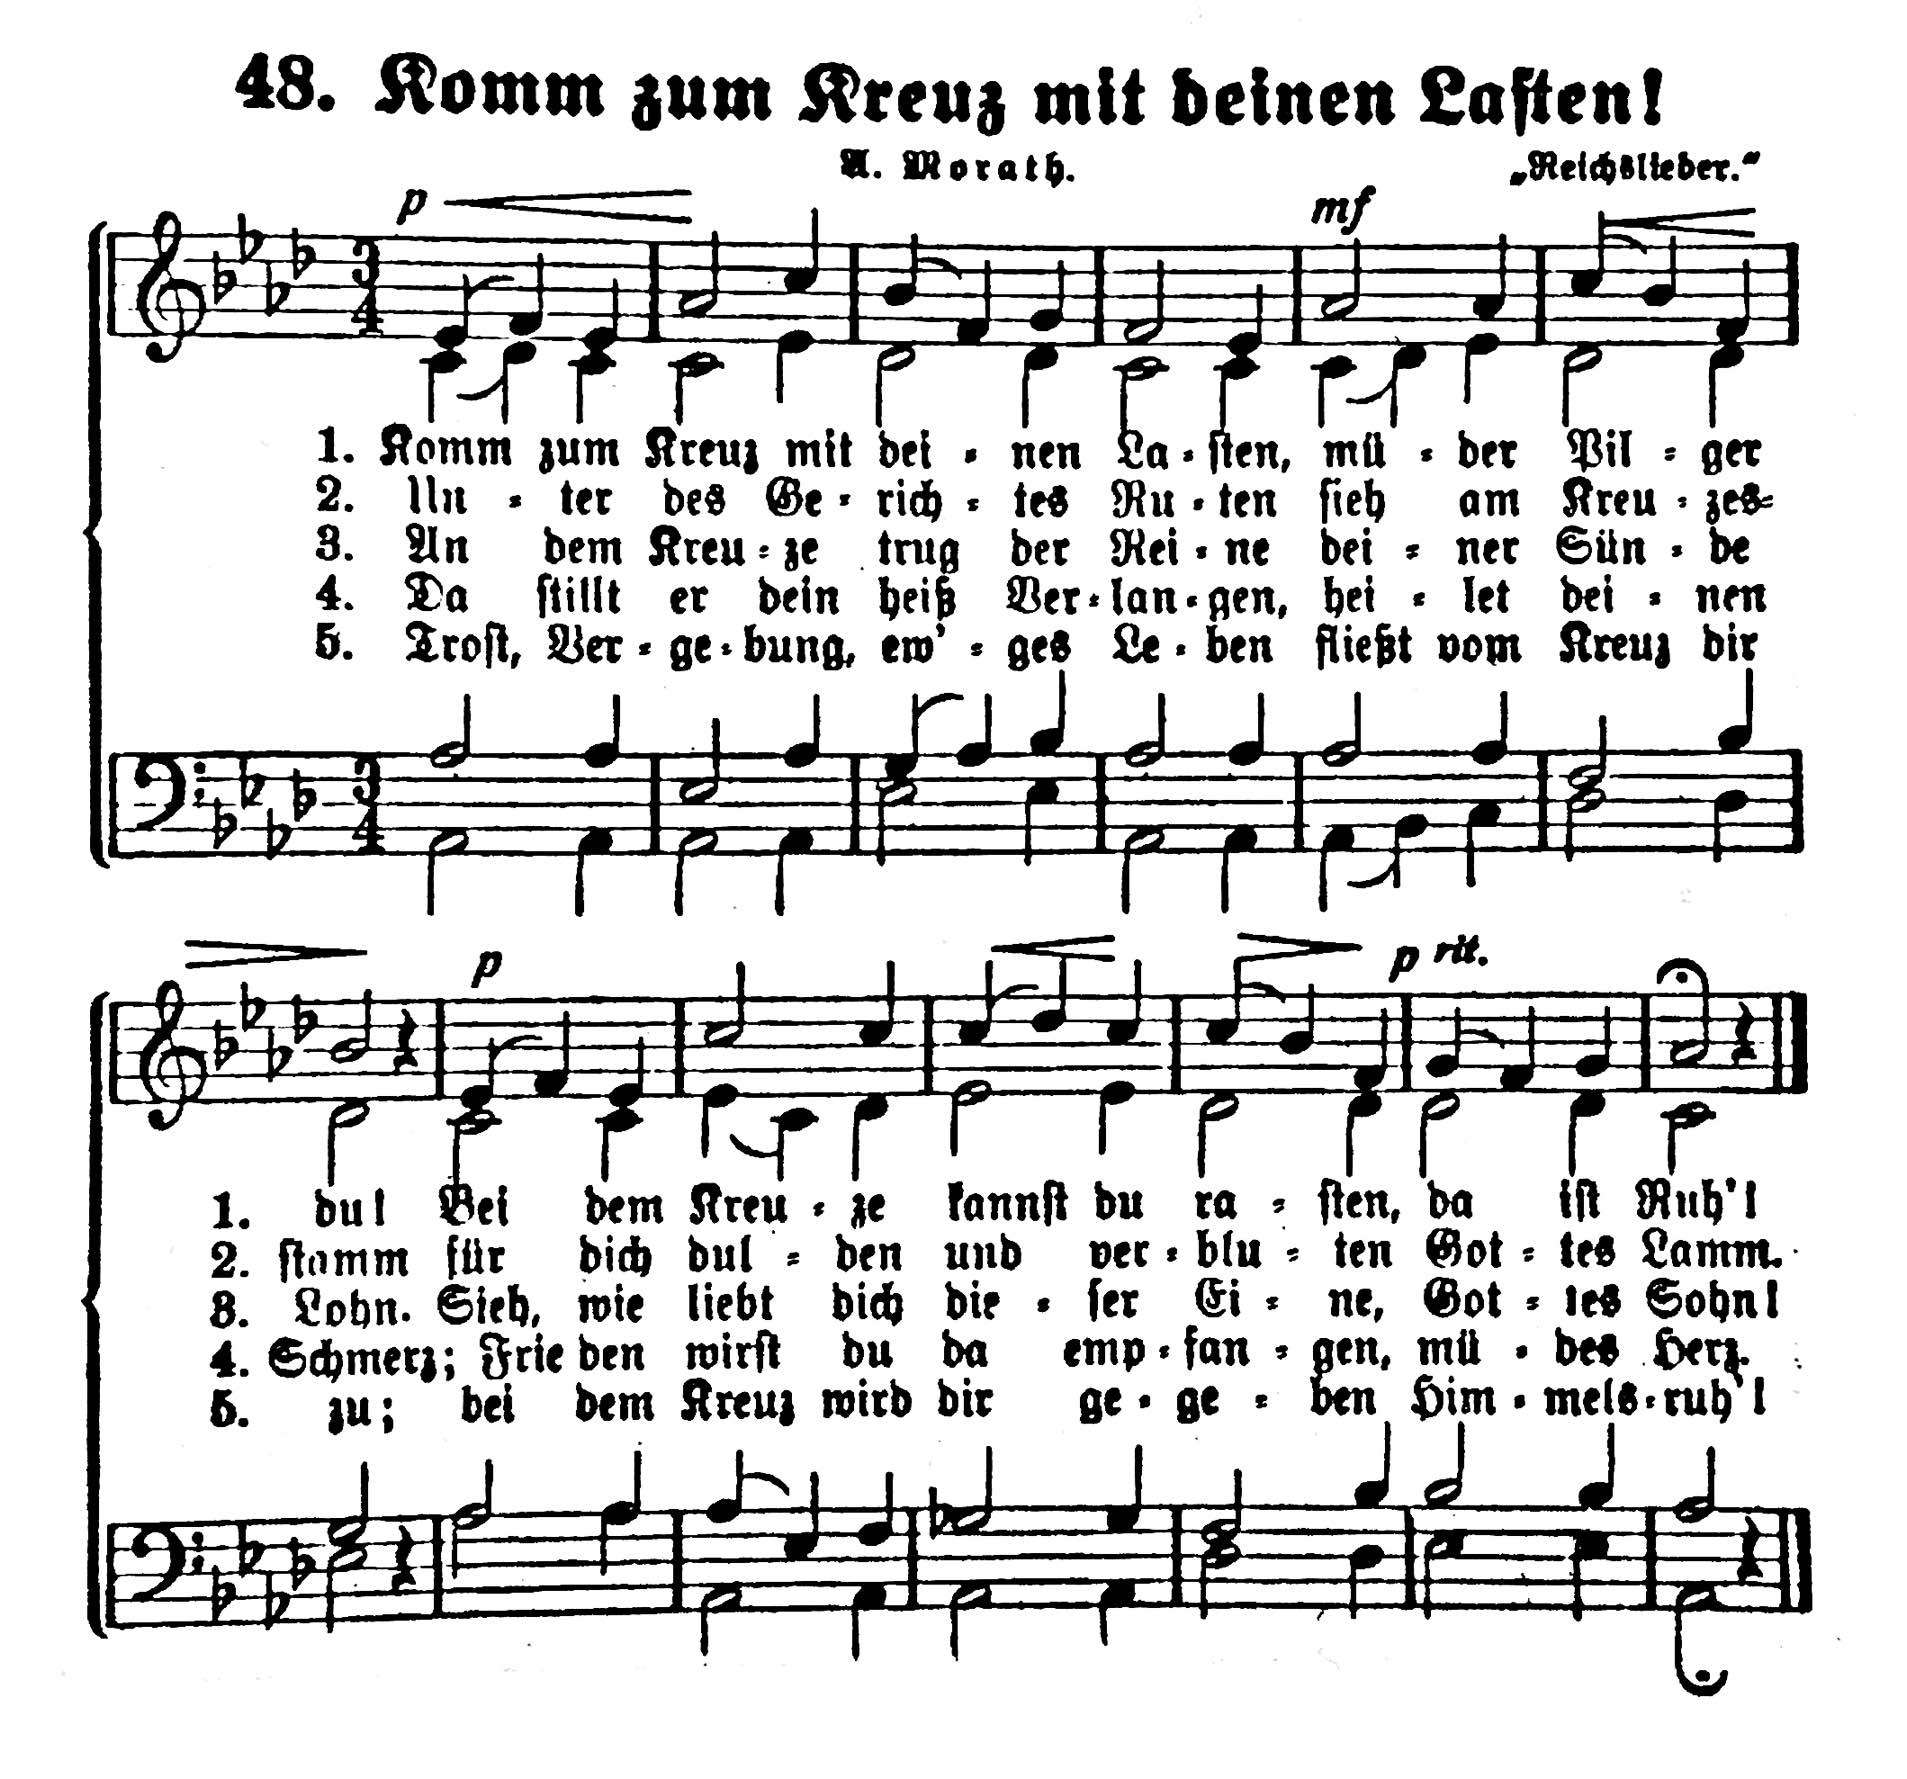 48. Komm zum Kreuz mit deinen Lasten!
A. Morath.
„Reichslieder.“
p
mf
1. Komm zum Kreuz mit dei - nen La - sten, mü - der Pil - ger
2. Un - ter des Ge - rich - tes Ru - ten sieh am Kreu - zes-
3. An dem Kreu - ze trug der Rei - ne dei - ner Sün - de
4. Da stillt er dein heiß Ver - lan - gen, hei - let dei - nen
5. Trost, Ver - ge - bung, ew' - ges Le - ben fließt vom Kreuz dir
p
p rit.
1. du! Bei dem Kreu - ze kannst du ra - sten, da ist Ruh'!
2. stamm für dich dul - den und ver - blu - ten Got - tes Lamm.
3. Lohn. Sieh, wie liebt dich die - ser Ei - ne, Got - tes Sohn!
4. Schmerz; Frie den wirst du da emp - fan - gen, mü - des Herz.
5. zu; bei dem Kreuz wird dir ge - ge - ben Him - mels - ruh'!